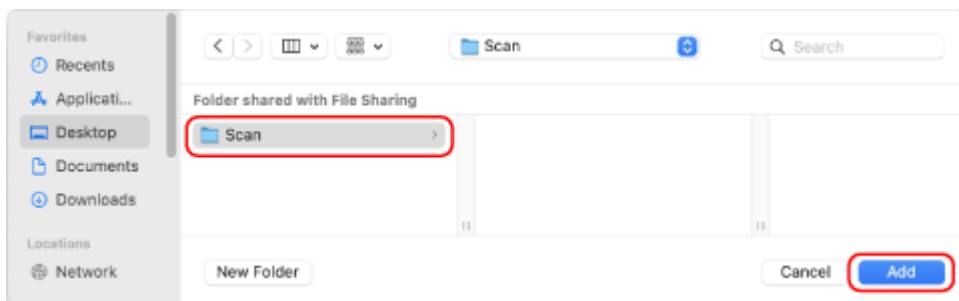 Favorites
Recents
Applicati...
Desktop
Documents
Downloads
Locations
Network
Scan
Search
Folder shared with File Sharing
Scan
New Folder
Cancel
Add